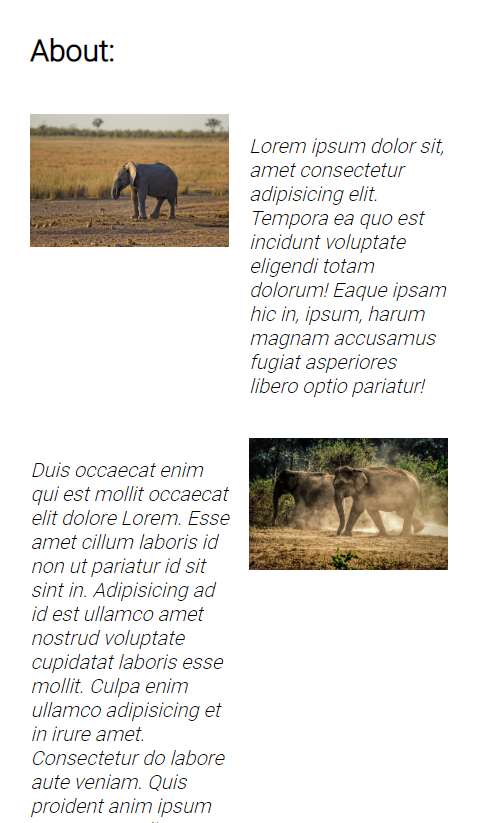 About:
Lorem ipsum dolor sit,
amet consectetur
adipisicing elit.
Tempora ea quo est
incidunt voluptate
eligendi totam
dolorum! Eaque ipsam
hic in, ipsum, harum
magnam accusamus
fugiat asperiores
libero optio pariatur!
Duis occaecat enim
qui est mollit occaecat
elit dolore Lorem. Esse
amet cillum laboris id
non ut pariatur id sit
sint in. Adipisicing ad
id est ullamco amet
nostrud voluptate
cupidatat laboris esse
mollit. Culpa enim
ullamco adipisicing et
in irure amet.
Consectetur do labore
aute veniam. Quis
proident anim ipsum